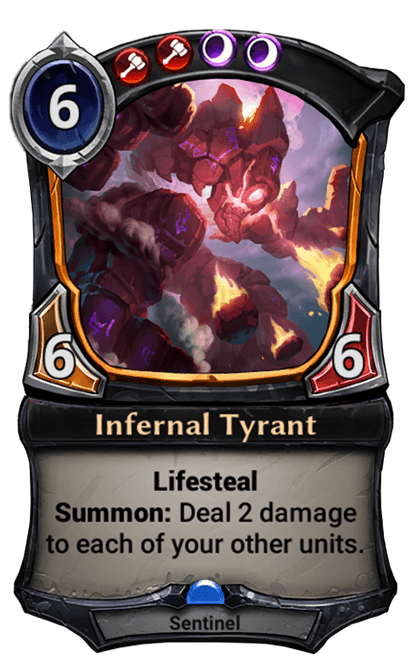 6
6
6
Infernal Tyrant
Lifesteal
Summon: Deal 2 damage
to each of your other units.
Sentinel